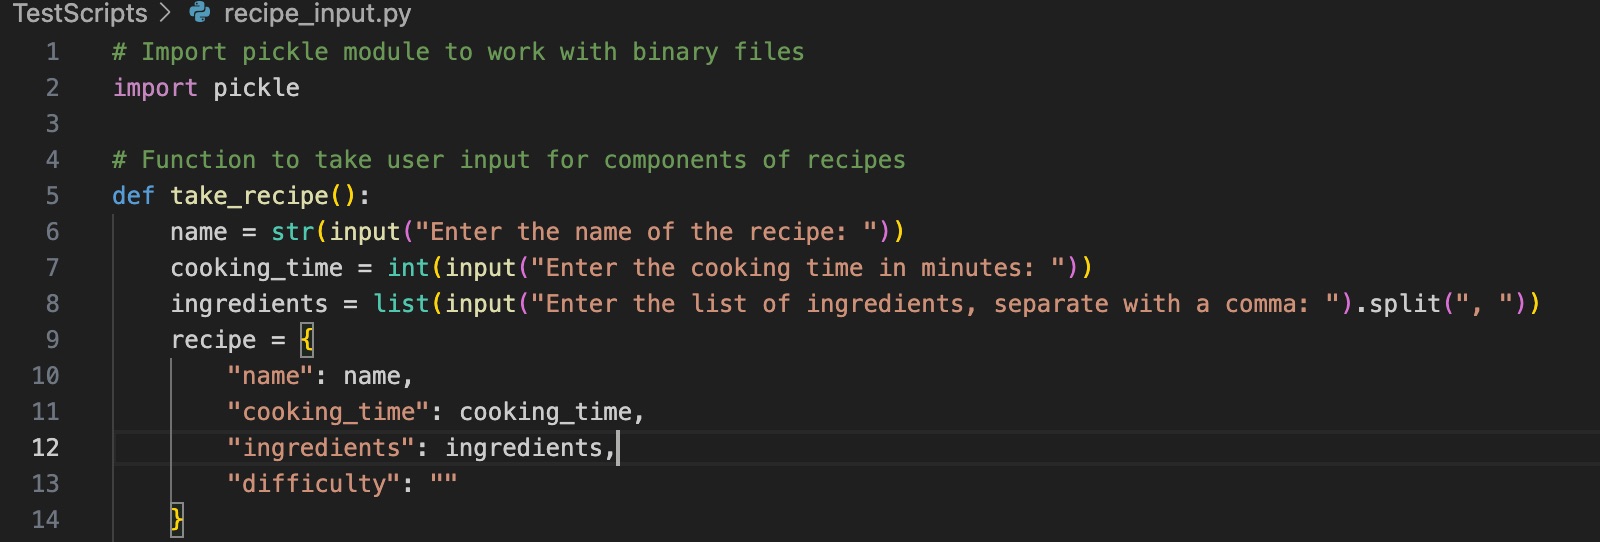 TestScripts > recipe_input.py
1 # Import pickle module to work with binary files
2 import pickle
3
4 # Function to take user input for components of recipes
5 def take_recipe():
6     name = str(input("Enter the name of the recipe: "))
7     cooking_time = int(input("Enter the cooking time in minutes: "))
8     ingredients = list(input("Enter the list of ingredients, separate with a comma: ").split(", "))
9     recipe = {
10         "name": name,
11         "cooking_time": cooking_time,
12         "ingredients": ingredients,
13         "difficulty": ""
14     }